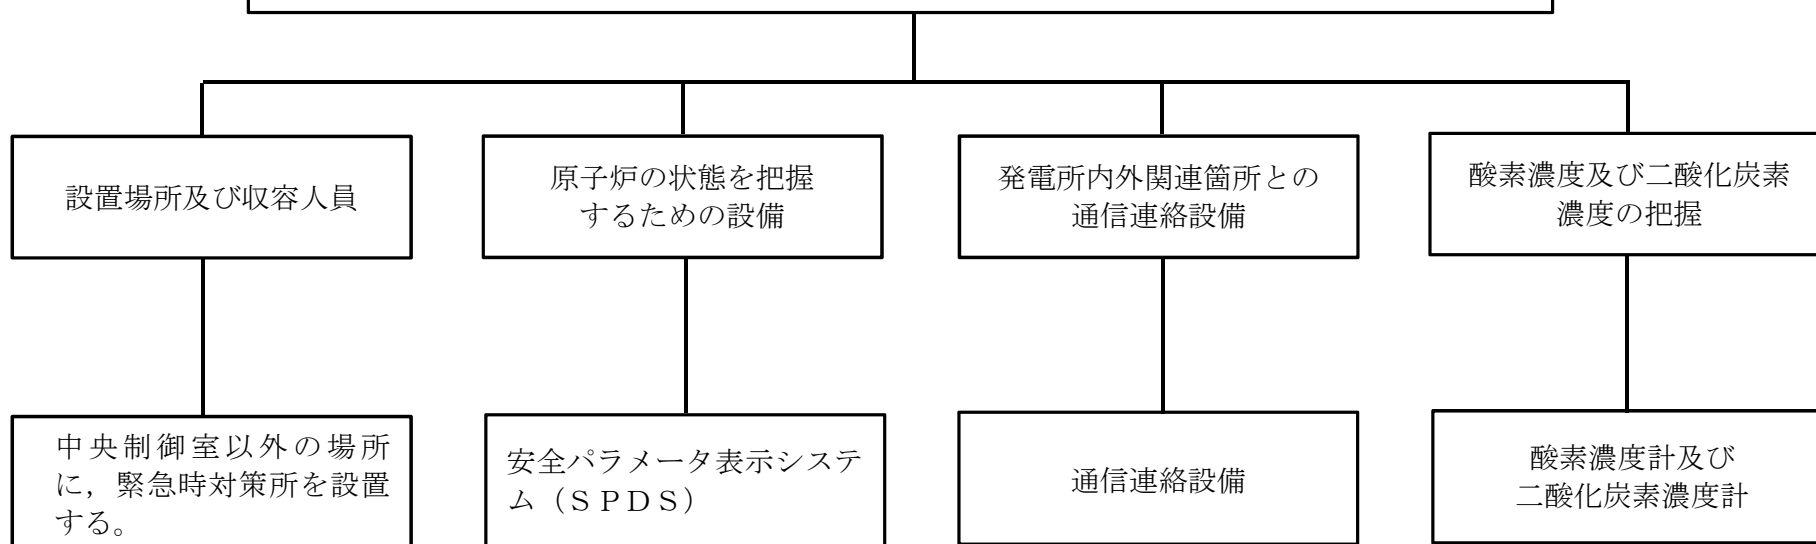 設置場所及び収容人員
原子炉の状態を把握
するための設備
発電所内外関連箇所との
通信連絡設備
酸素濃度及び二酸化炭素
濃度の把握
中央制御室以外の場所
に，緊急時対策所を設置
する。
安全パラメータ表示システ
ム（ＳＰＤＳ）
通信連絡設備
酸素濃度計及び
二酸化炭素濃度計